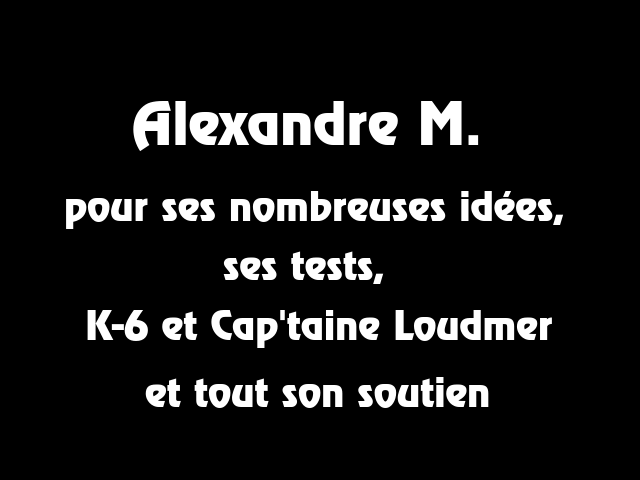 Alexandre M.
pour ses nombreuses idées,
ses tests,
K-6 et Cap'taine Loudmer
et tout son soutien